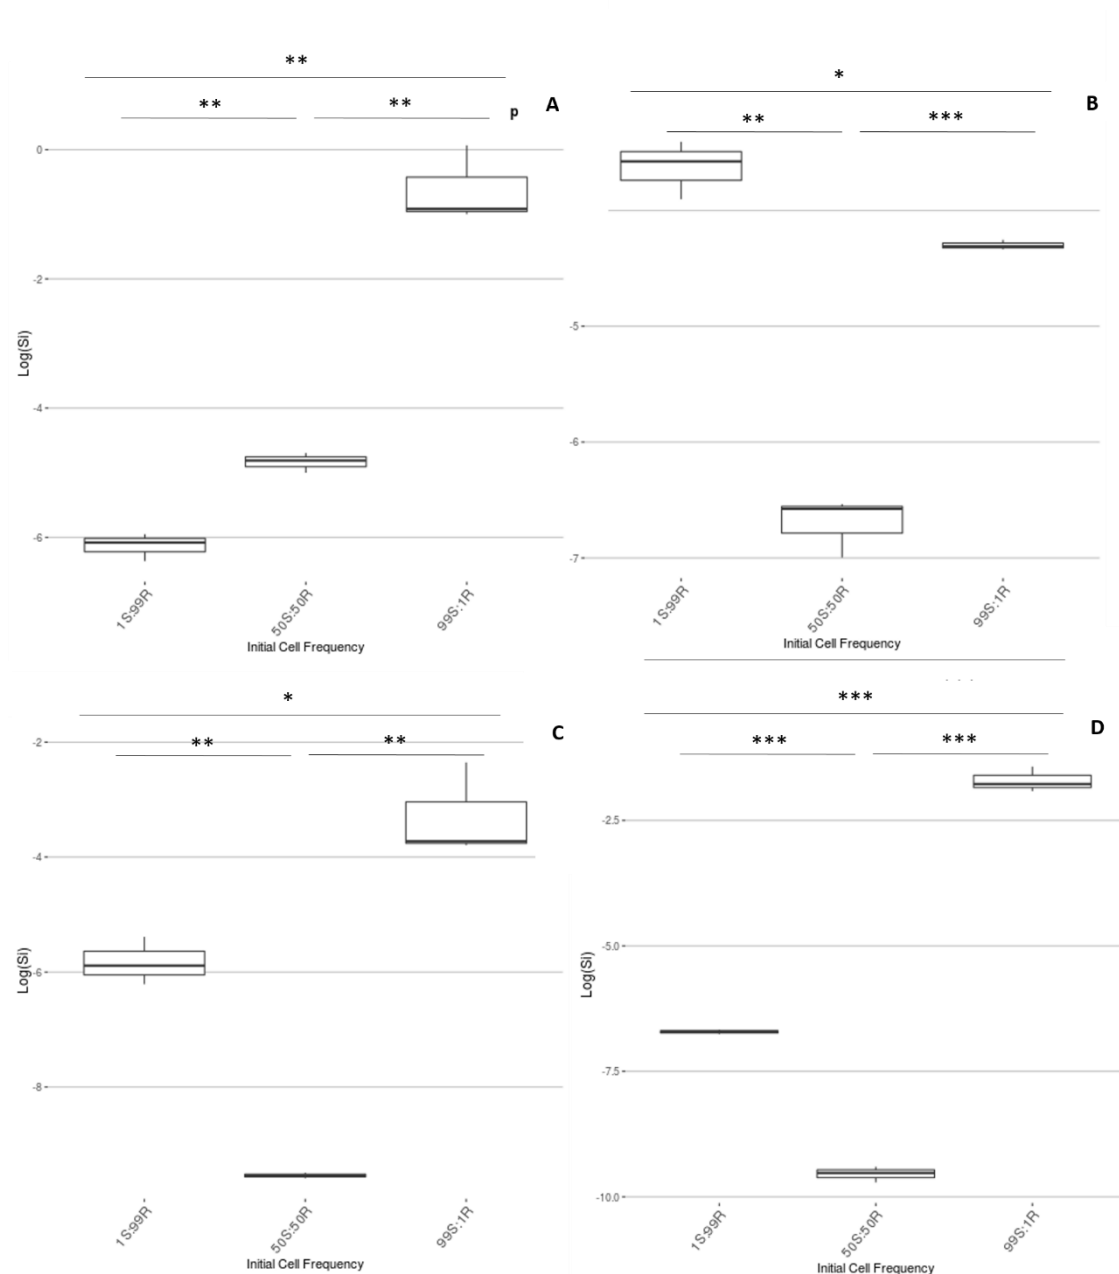 **
** **
p A
0
-2
Log(Si)
-4
-6
1S:99R 50S:50R 99S:1R
Initial Cell Frequency
*
B
** ***
-5
-6
-7
1S:99R 50S:50R 99S:1R
Initial Cell Frequency
*
C
** **
-2
-4
Log(Si)
-6
-8
1S:99R 50S:50R 99S:1R
Initial Cell Frequency
***
D
*** ***
-2.5
-5.0
Log(Si)
-7.5
-10.0
1S:99R 50S:50R 99S:1R
Initial Cell Frequency